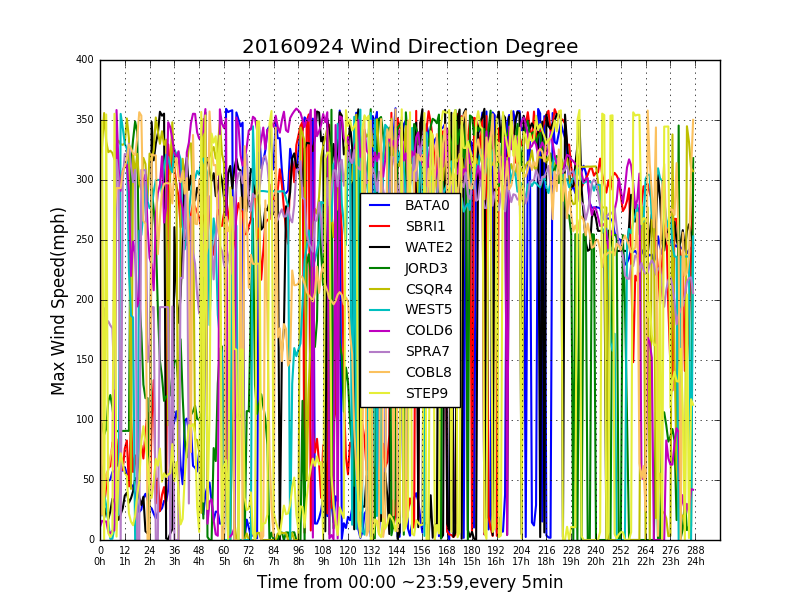 20160924 Wind Direction Degree
Max Wind Speed(mph)
400
350
300
250
200
150
100
50
0
BATA0
SBRI1
WATE2
JORD3
CSQR4
WEST5
COLD6
SPRA7
COBL8
STEP9
0 12 24 36 48 60 72 84 96 108 120 132 144 156 168 180 192 204 216 228 240 252 264 276 288
0h 1h 2h 3h 4h 5h 6h 7h 8h 9h 10h 11h 12h 13h 14h 15h 16h 17h 18h 19h 20h 21h 22h 23h 24h
Time from 00:00 ~23:59,every 5min